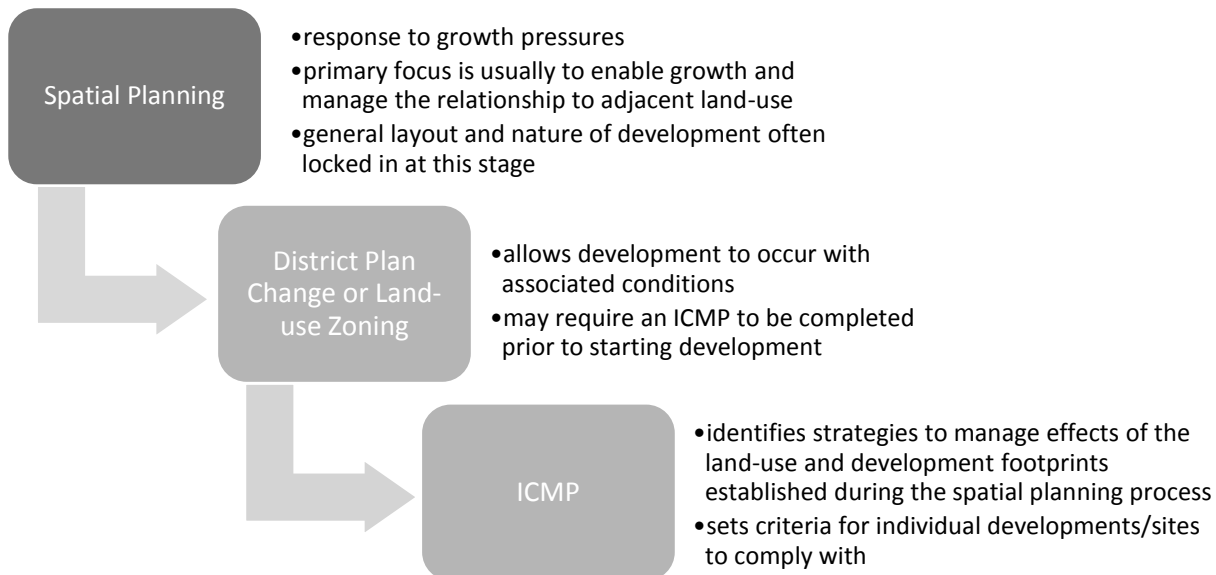 Spatial Planning
•response to growth pressures
•primary focus is usually to enable growth and
manage the relationship to adjacent land-use
•general layout and nature of development often
locked in at this stage
District Plan
Change or Land-
use Zoning
•allows development to occur with
associated conditions
•may require an ICMP to be completed
prior to starting development
ICMP
•identifies strategies to manage effects of the
land-use and development footprints
established during the spatial planning process
•sets criteria for individual developments/sites
to comply with